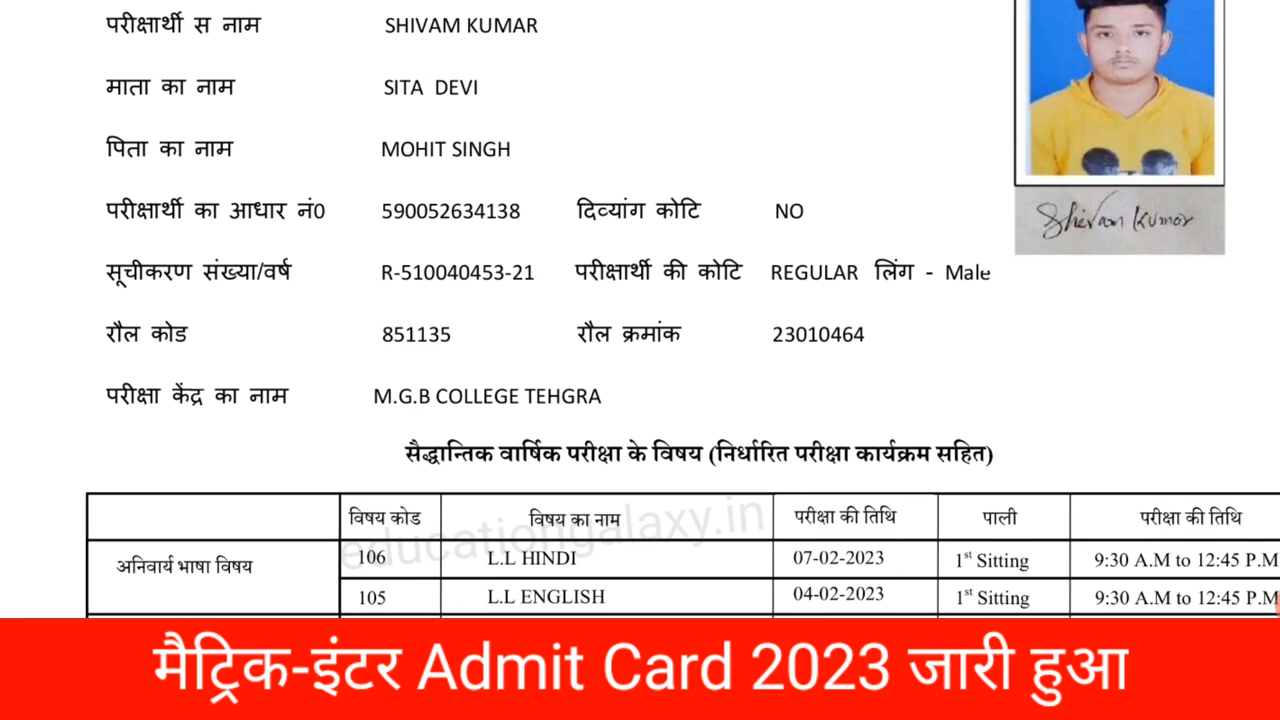 परीक्षार्थी स नाम SHIVAM KUMAR
माता का नाम SITA DEVI
पिता का नाम MOHIT SINGH
परीक्षार्थी का आधार नं0 590052634138 दिव्यांग कोटि NO
Shivam Kumar
सूचीकरण संख्या/वर्ष R-510040453-21 परीक्षार्थी की कोटि REGULAR लिंग - Male
रौल कोड 851135 रौल क्रमांक 23010464
परीक्षा केंद्र का नाम M.G.B COLLEGE TEHGRA
सैद्धान्तिक वार्षिक परीक्षा के विषय (निर्धारित परीक्षा कार्यक्रम सहित)
विषय कोड विषय का नाम परीक्षा की तिथि पाली परीक्षा की तिथि
educationgalaxy.in
अनिवार्य भाषा विषय 106 L.L HINDI 07-02-2023 1st Sitting 9:30 A.M to 12:45 P.M
105 L.L ENGLISH 04-02-2023 1st Sitting 9:30 A.M to 12:45 P.M
मैट्रिक-इंटर Admit Card 2023 जारी हुआ